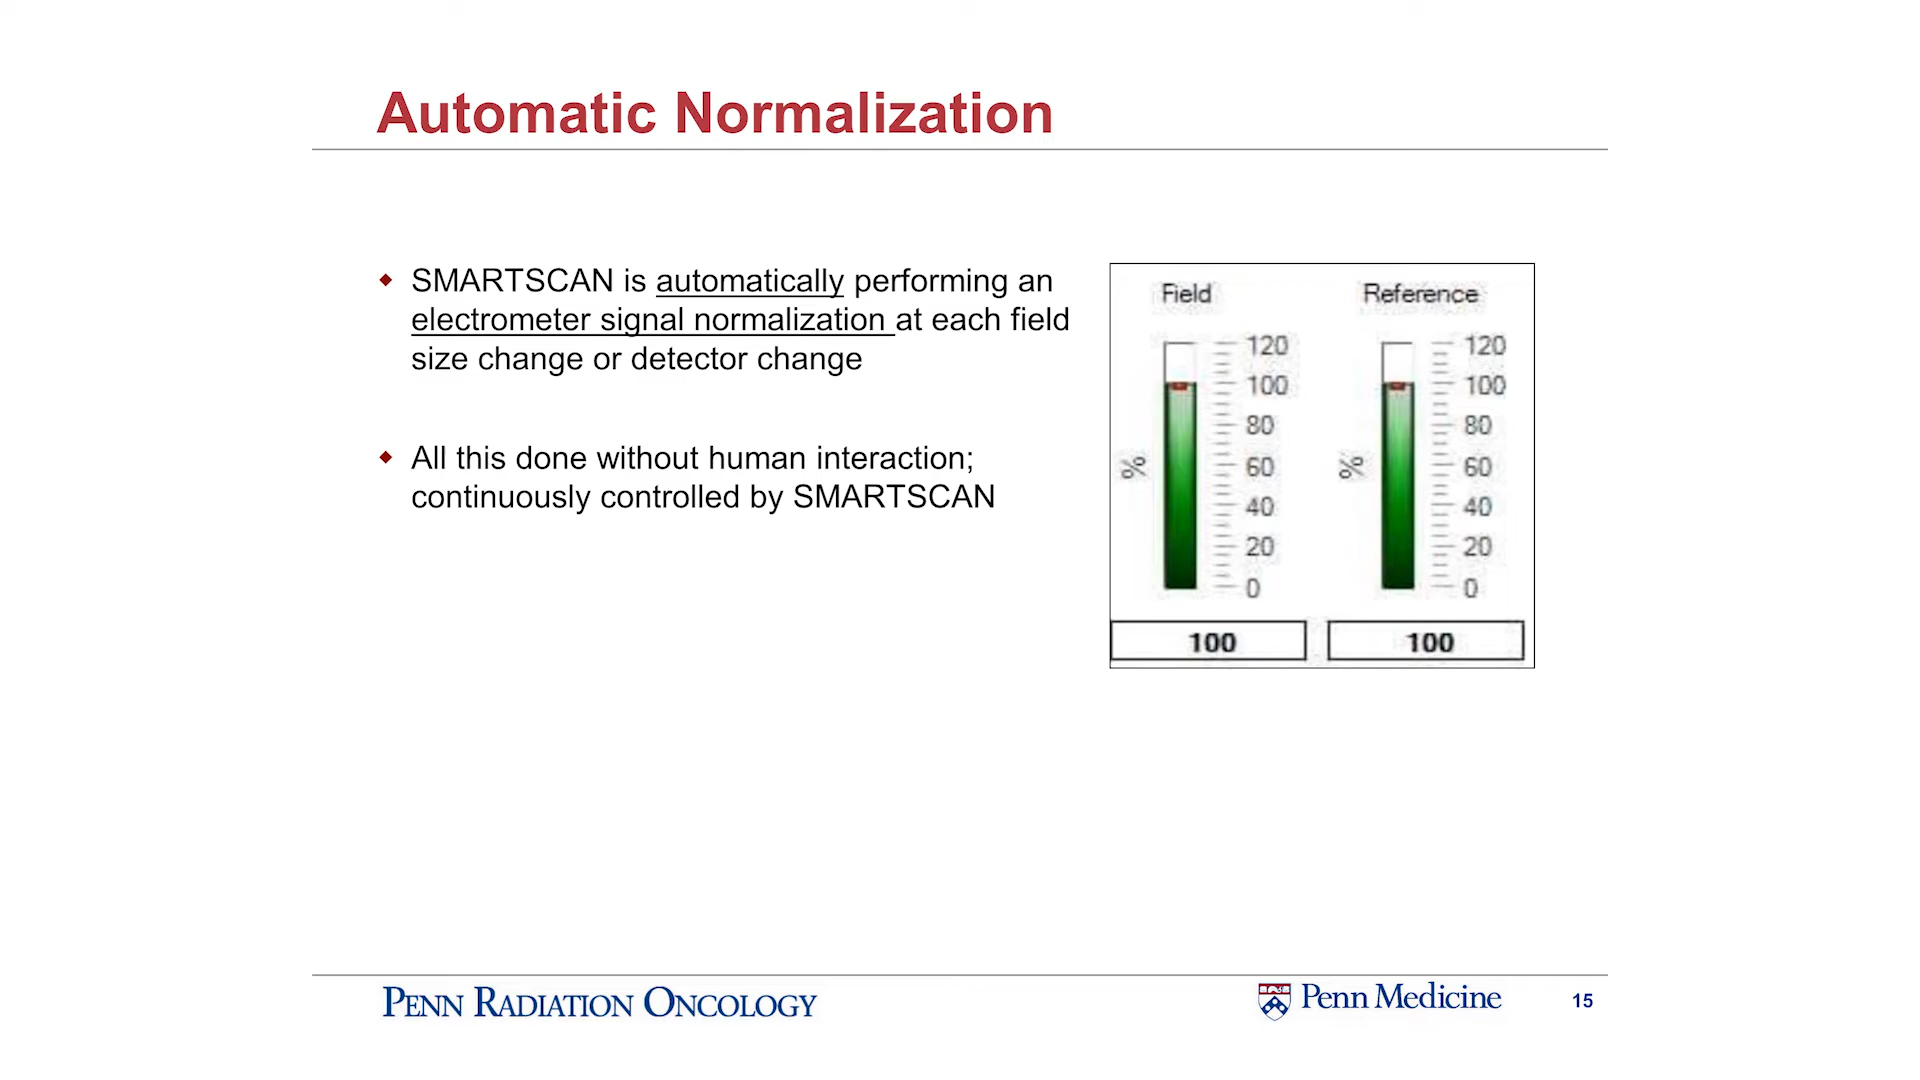 Automatic Normalization
SMARTSCAN is automatically performing an
electrometer signal normalization at each field
size change or detector change
All this done without human interaction;
continuously controlled by SMARTSCAN
Field Reference
120 120
100 100
80 80
% 60 % 60
40 40
20 20
0 0
100 100
PENN RADIATION ONCOLOGY Penn Medicine 15